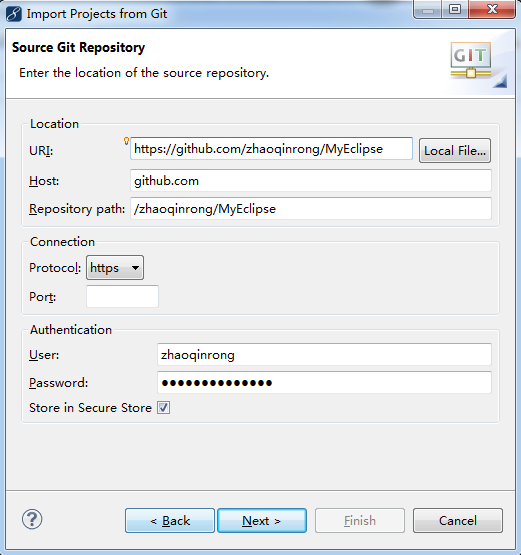 Import Projects from Git
Source Git Repository
Enter the location of the source repository.
GIT
Location
URI: https://github.com/zhaoqinrong/MyEclipse Local File...
Host: github.com
Repository path: /zhaoqinrong/MyEclipse
Connection
Protocol: https
Port:
Authentication
User: zhaoqinrong
Password: ●●●●●●●●●●●●●●
Store in Secure Store
? < Back Next > Finish Cancel